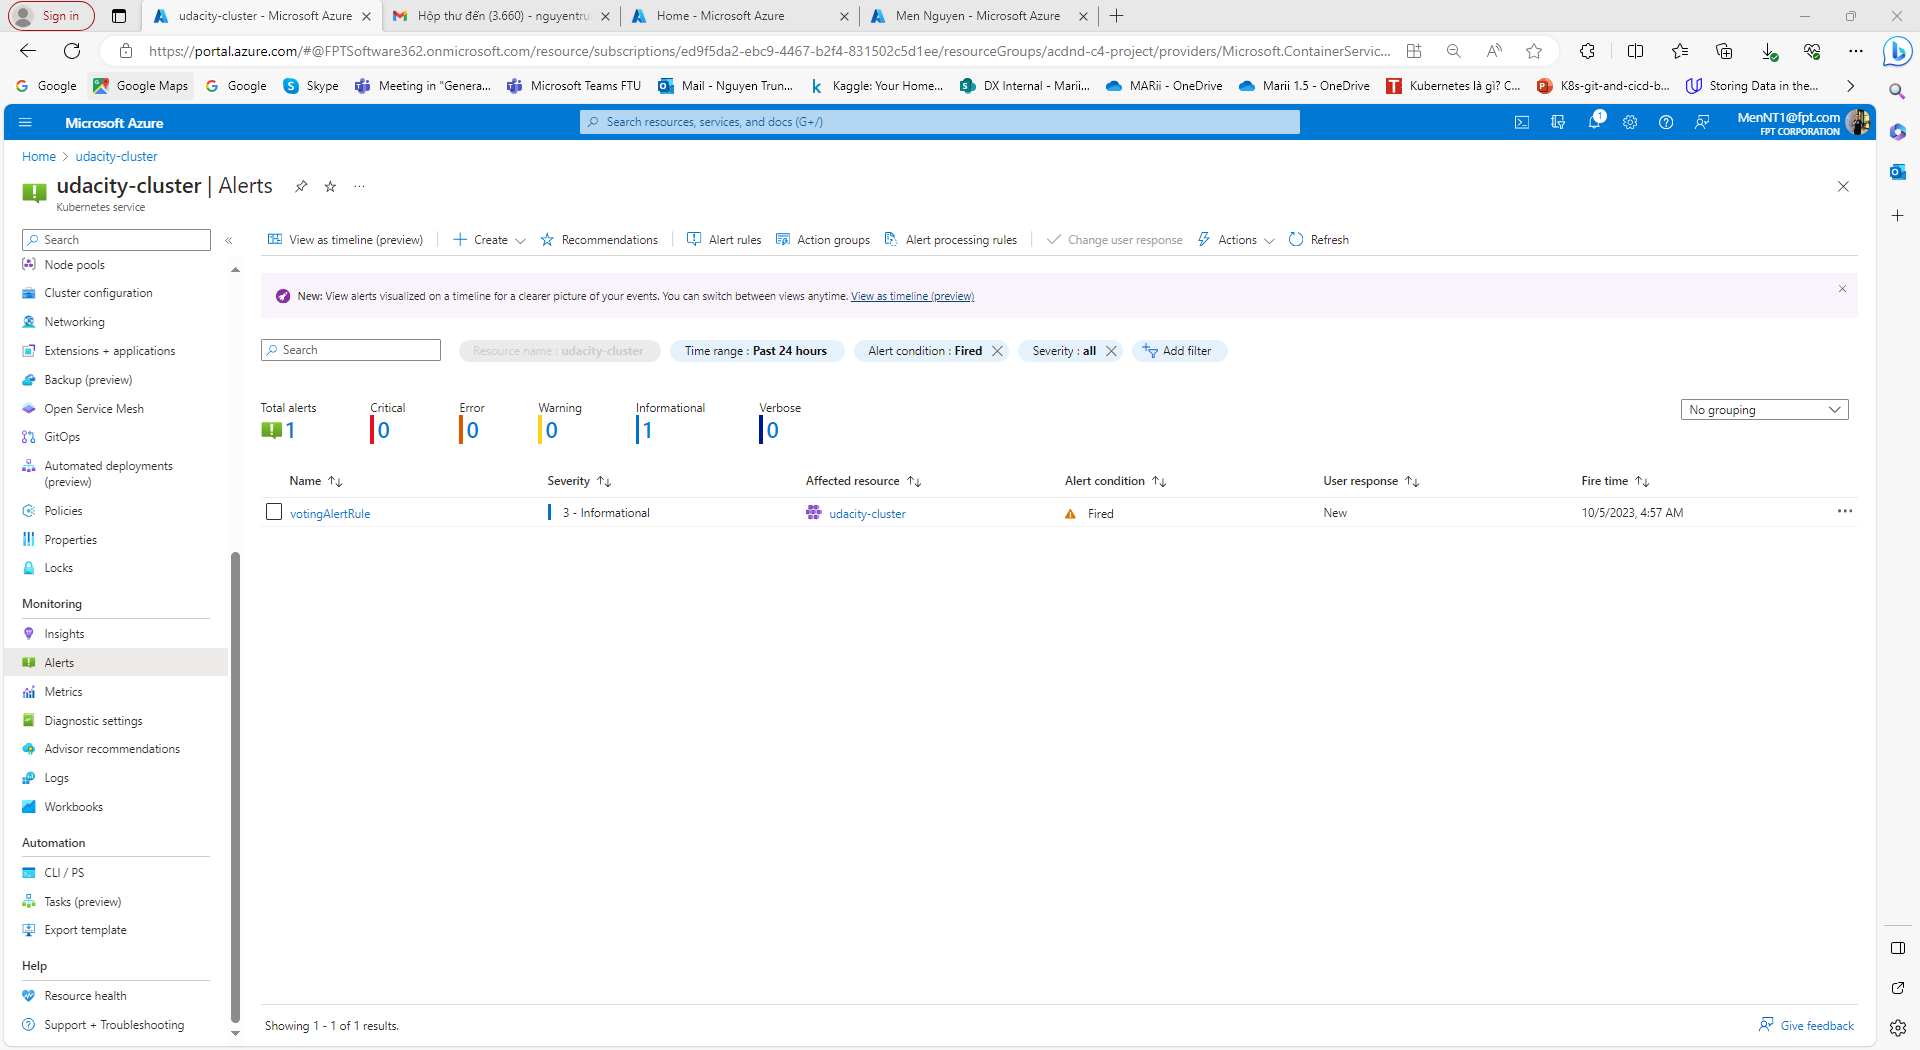 Sign in
udacity-cluster - Microsoft Azure
Hộp thư đến (3.660) - nguyentru
Home - Microsoft Azure
Men Nguyen - Microsoft Azure
https://portal.azure.com/#@FPTSoftware362.onmicrosoft.com/resource/subscriptions/ed9f5da2-ebc9-4467-b2f4-831502c5d1ee/resourceGroups/acdnd-c4-project/providers/Microsoft.ContainerServic...
Google
Google Maps
Google
Skype
Meeting in "Genera...
Microsoft Teams FTU
Mail - Nguyen Trun...
Kaggle: Your Home...
DX Internal - Marii...
MARii - OneDrive
Marii 1.5 - OneDrive
Kubernetes là gì? C...
K8s-git-and-cicd-b...
Storing Data in the...
Microsoft Azure
Search resources, services, and docs (G+/)
1
MenNT1@fpt.com
FPT CORPORATION
Home > udacity-cluster
udacity-cluster | Alerts
Kubernetes service
Search
Node pools
Cluster configuration
Networking
Extensions + applications
Backup (preview)
Open Service Mesh
GitOps
Automated deployments
(preview)
Policies
Properties
Locks
Monitoring
Insights
Alerts
Metrics
Diagnostic settings
Advisor recommendations
Logs
Workbooks
Automation
CLI / PS
Tasks (preview)
Export template
Help
Resource health
Support + Troubleshooting
View as timeline (preview)
Create
Recommendations
Alert rules
Action groups
Alert processing rules
Change user response
Actions
Refresh
New: View alerts visualized on a timeline for a clearer picture of your events. You can switch between views anytime. View as timeline (preview)
Search
Resource name : udacity-cluster
Time range : Past 24 hours
Alert condition : Fired
Severity : all
Add filter
Total alerts
1
Critical
0
Error
0
Warning
0
Informational
1
Verbose
0
No grouping
Name
Severity
Affected resource
Alert condition
User response
Fire time
votingAlertRule
3 - Informational
udacity-cluster
Fired
New
10/5/2023, 4:57 AM
Showing 1 - 1 of 1 results.
Give feedback